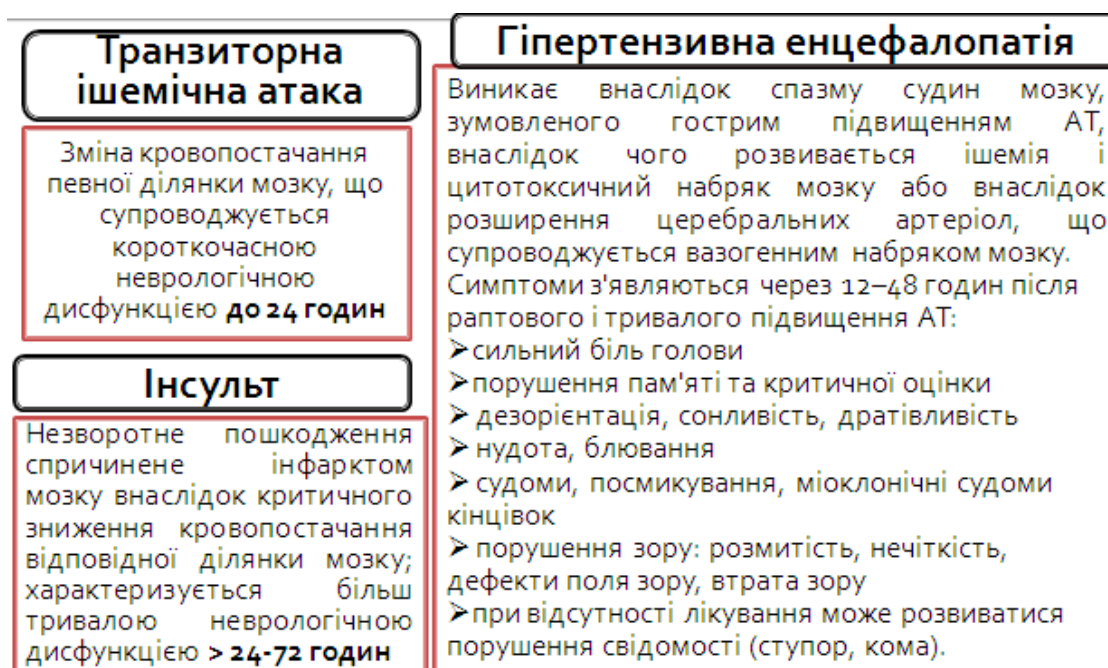 Транзиторна
ішемічна атака
Зміна кровопостачання
певної ділянки мозку, що
супроводжується
короткочасною
неврологічною
дисфункцією до 24 годин
Інсульт
Незворотне пошкодження
спричинене інфарктом
мозку внаслідок критичного
зниження кровопостачання
відповідної ділянки мозку;
характеризується більш
тривалою неврологічною
дисфункцією > 24-72 годин
Гіпертензивна енцефалопатія
Виникає внаслідок спазму судин мозку,
зумовленого гострим підвищенням АТ,
внаслідок чого розвивається ішемія і
цитотоксичний набряк мозку або внаслідок
розширення церебральних артеріол, що
супроводжується вазогенним набряком мозку.
Симптоми з'являються через 12–48 годин після
раптового і тривалого підвищення АТ:
➢сильний біль голови
➢порушення пам'яті та критичної оцінки
➢ дезорієнтація, сонливість, дратівливість
➢ нудота, блювання
➢ судоми, посмикування, міоклонічні судоми
кінцівок
➢ порушення зору: розмитість, нечіткість,
дефекти поля зору, втрата зору
➢при відсутності лікування може розвиватися
порушення свідомості (ступор, кома).